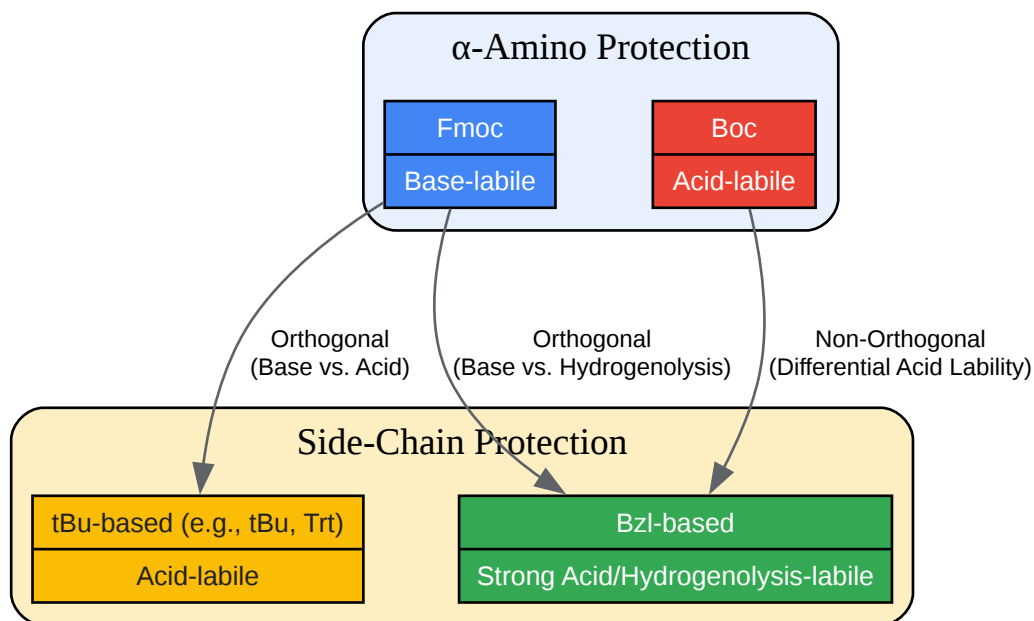 α-Amino Protection
Fmoc
Base-labile
Boc
Acid-labile
Orthogonal
(Base vs. Acid)
Orthogonal
(Base vs. Hydrogenolysis)
Non-Orthogonal
(Differential Acid Lability)
Side-Chain Protection
tBu-based (e.g., tBu, Trt)
Acid-labile
Bzl-based
Strong Acid/Hydrogenolysis-labile